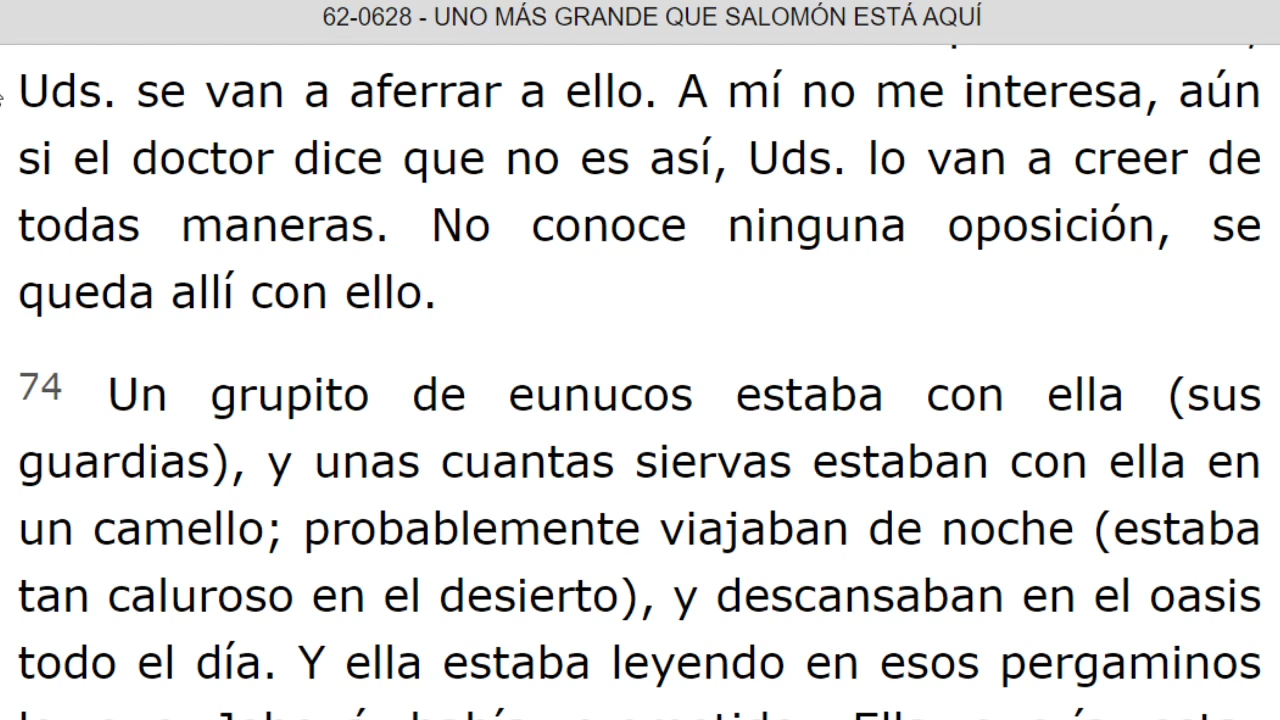 62-0628 - UNO MÁS GRANDE QUE SALOMÓN ESTÁ AQUÍ
Uds. se van a aferrar a ello. A mí no me interesa, aún
si el doctor dice que no es así, Uds. lo van a creer de
todas maneras. No conoce ninguna oposición, se
queda allí con ello.
74 Un grupito de eunucos estaba con ella (sus
guardias), y unas cuantas siervas estaban con ella en
un camello; probablemente viajaban de noche (estaba
tan caluroso en el desierto), y descansaban en el oasis
todo el día. Y ella estaba leyendo en esos pergaminos